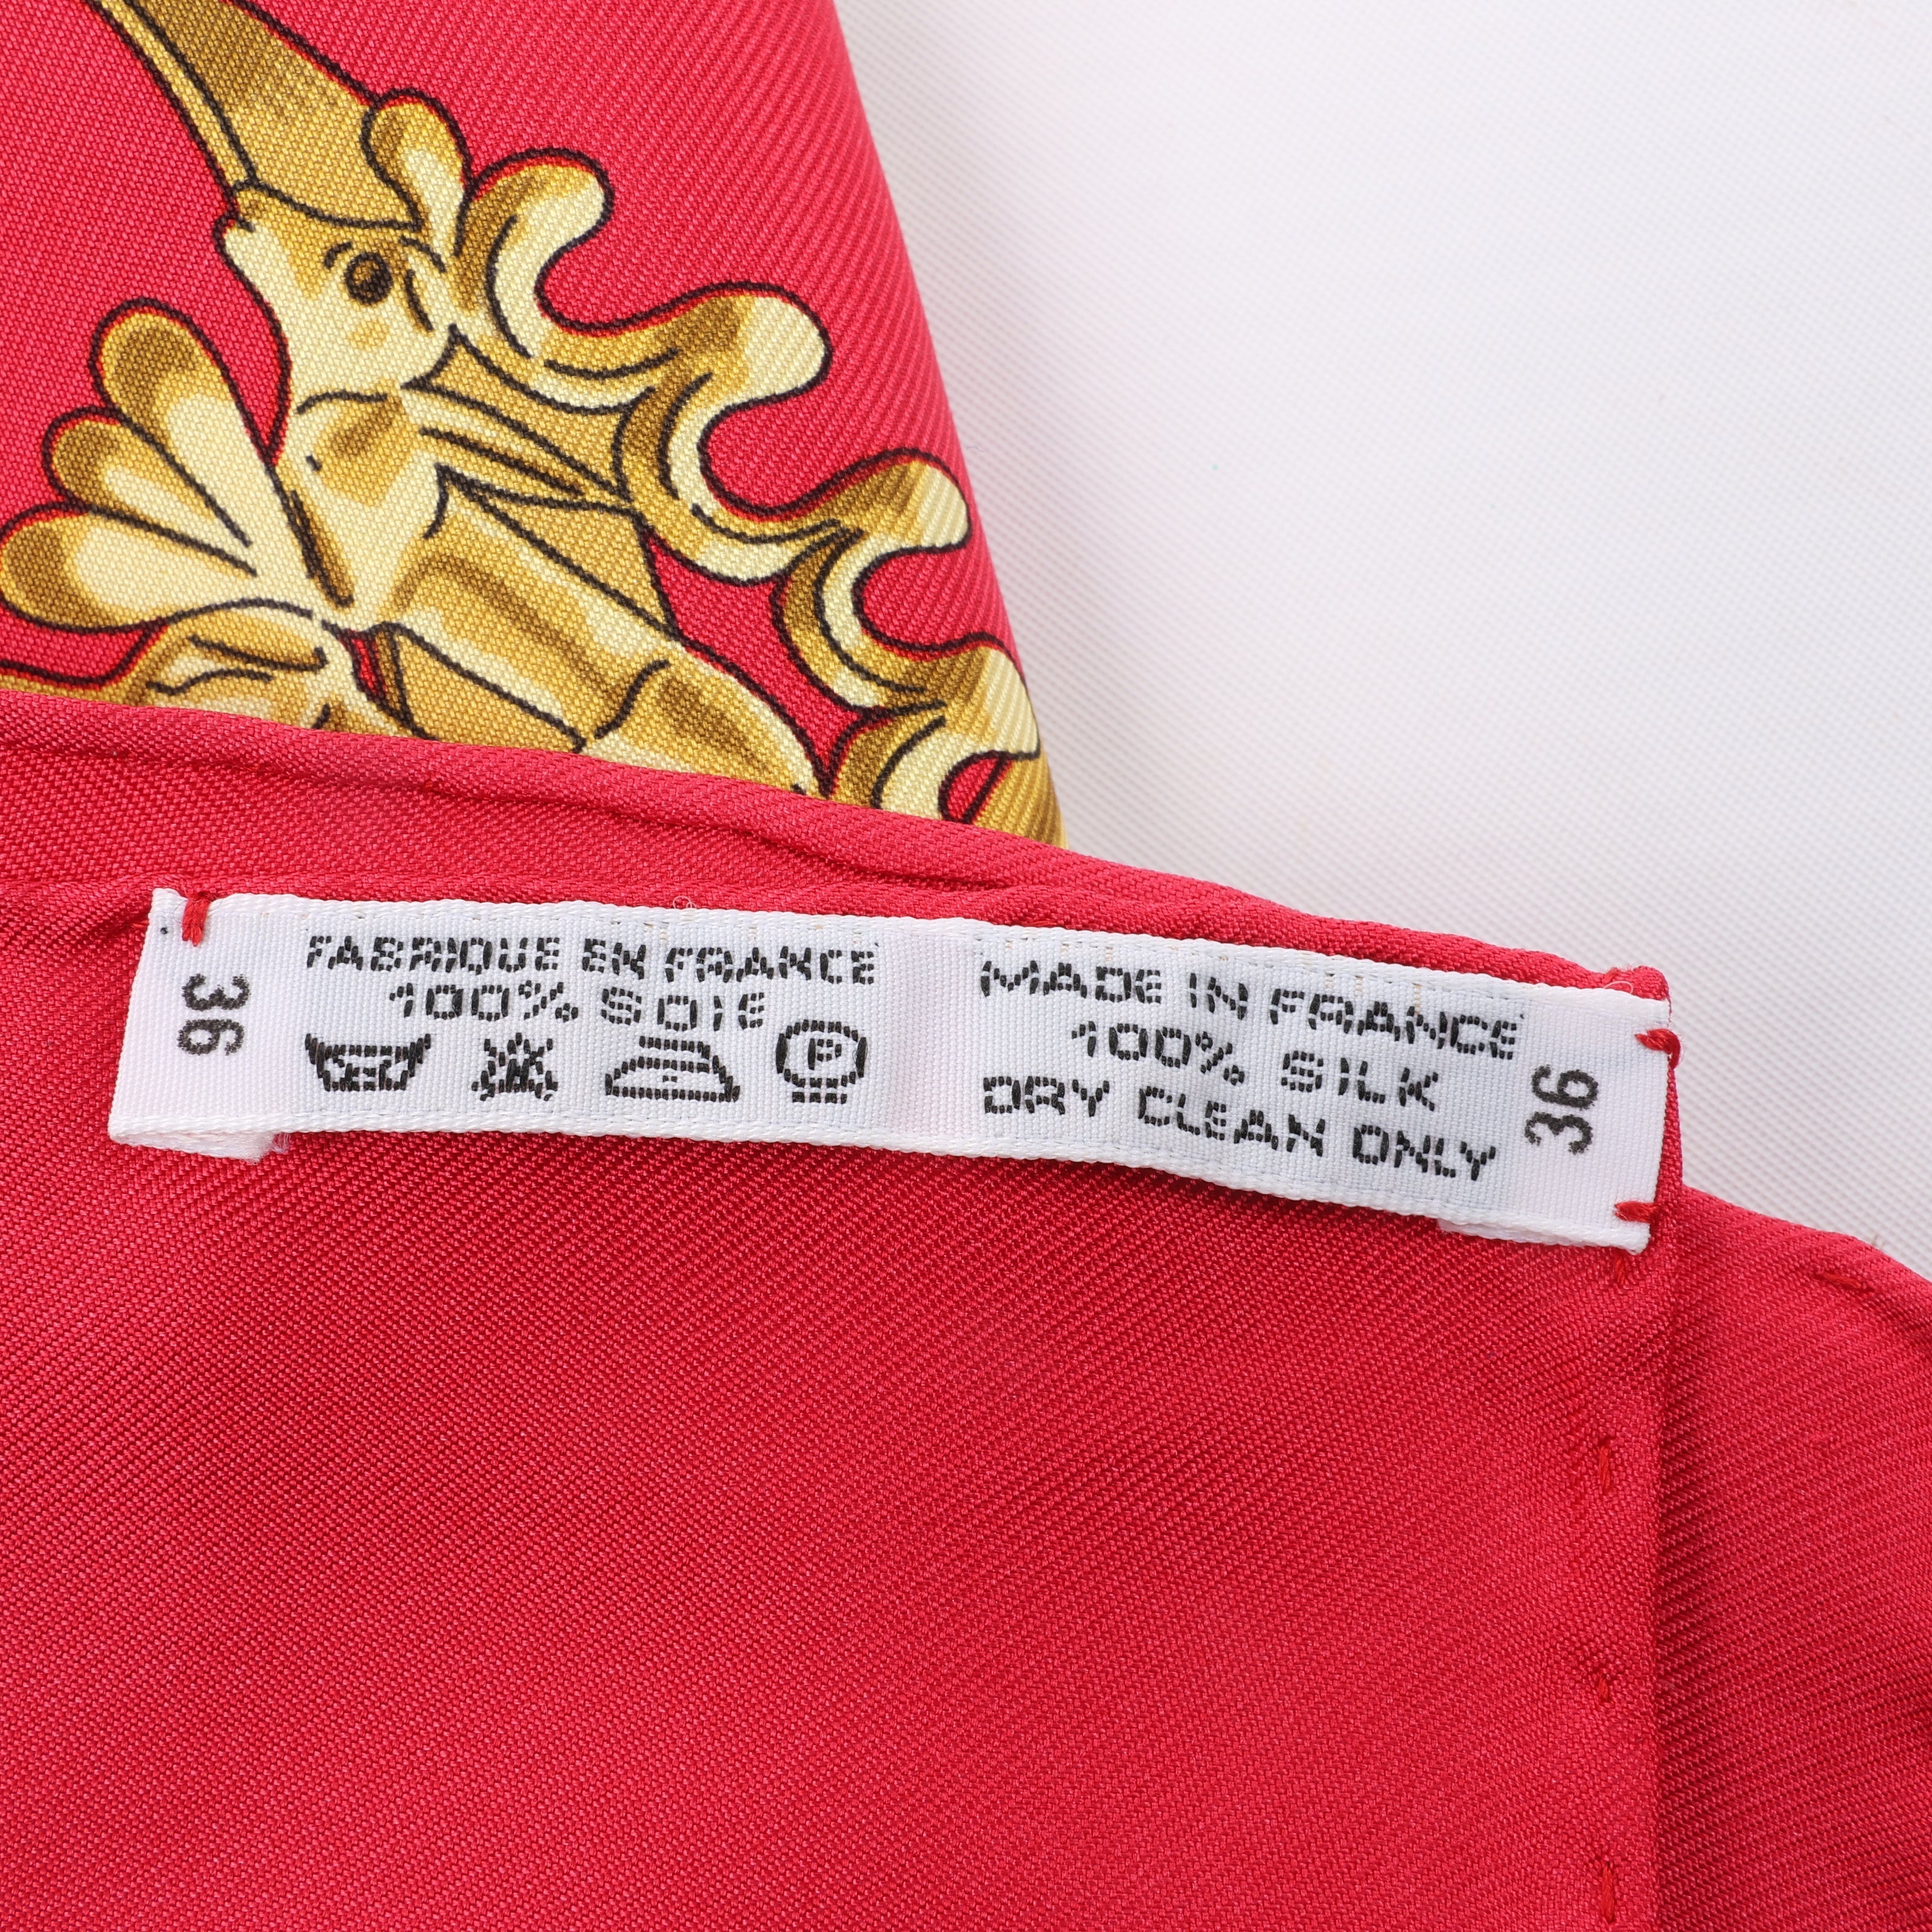 36
FABRIQUE EN FRANCE
100% SOIE
P
MADE IN FRANCE
100% SILK
DRY CLEAN ONLY
36